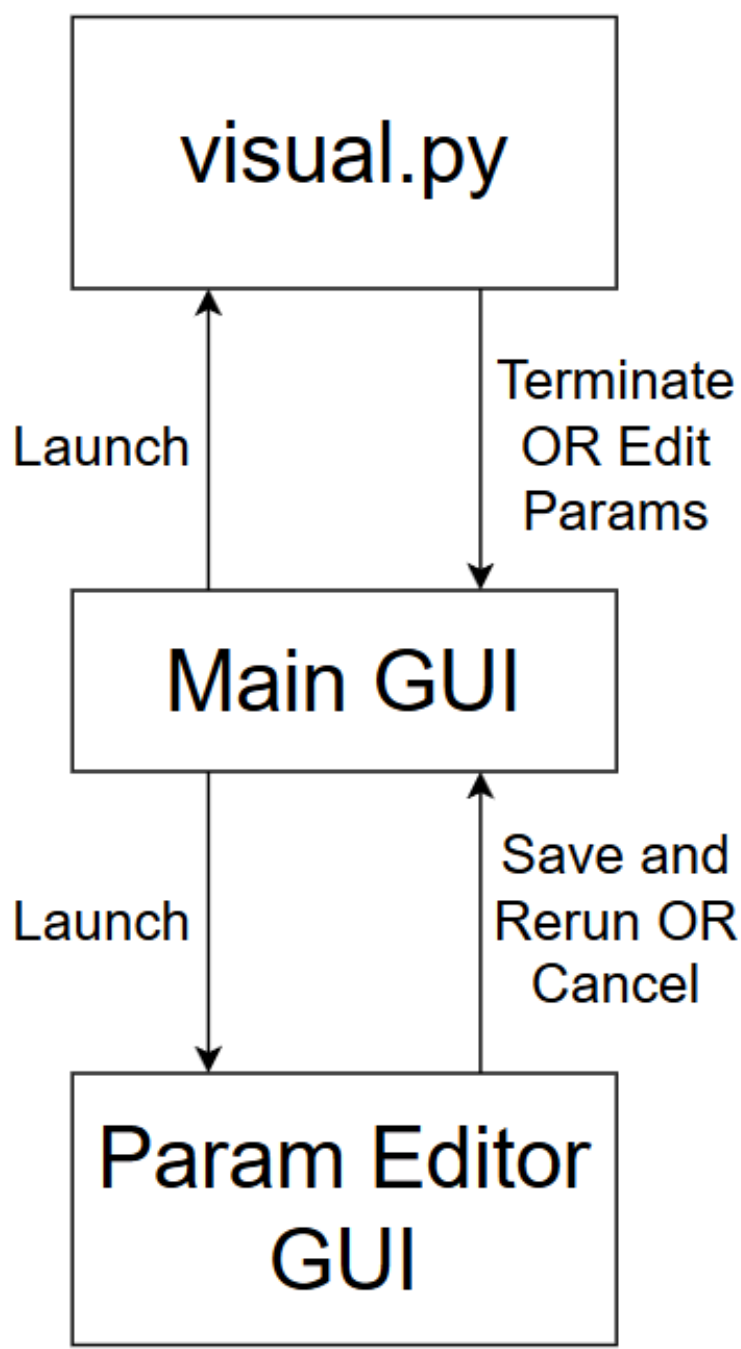 visual.py
Launch
Terminate
OR Edit
Params
Main GUI
Launch
Save and
Rerun OR
Cancel
Param Editor
GUI